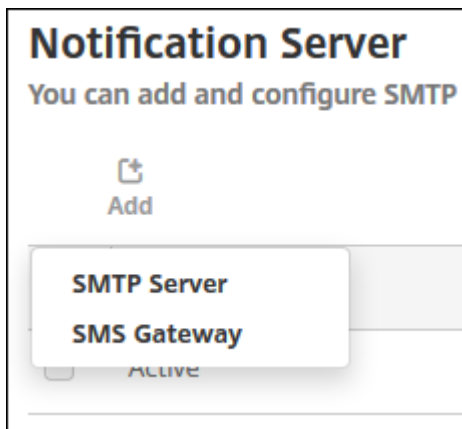 Notification Server
You can add and configure SMTP
Add
SMTP Server
SMS Gateway
Active